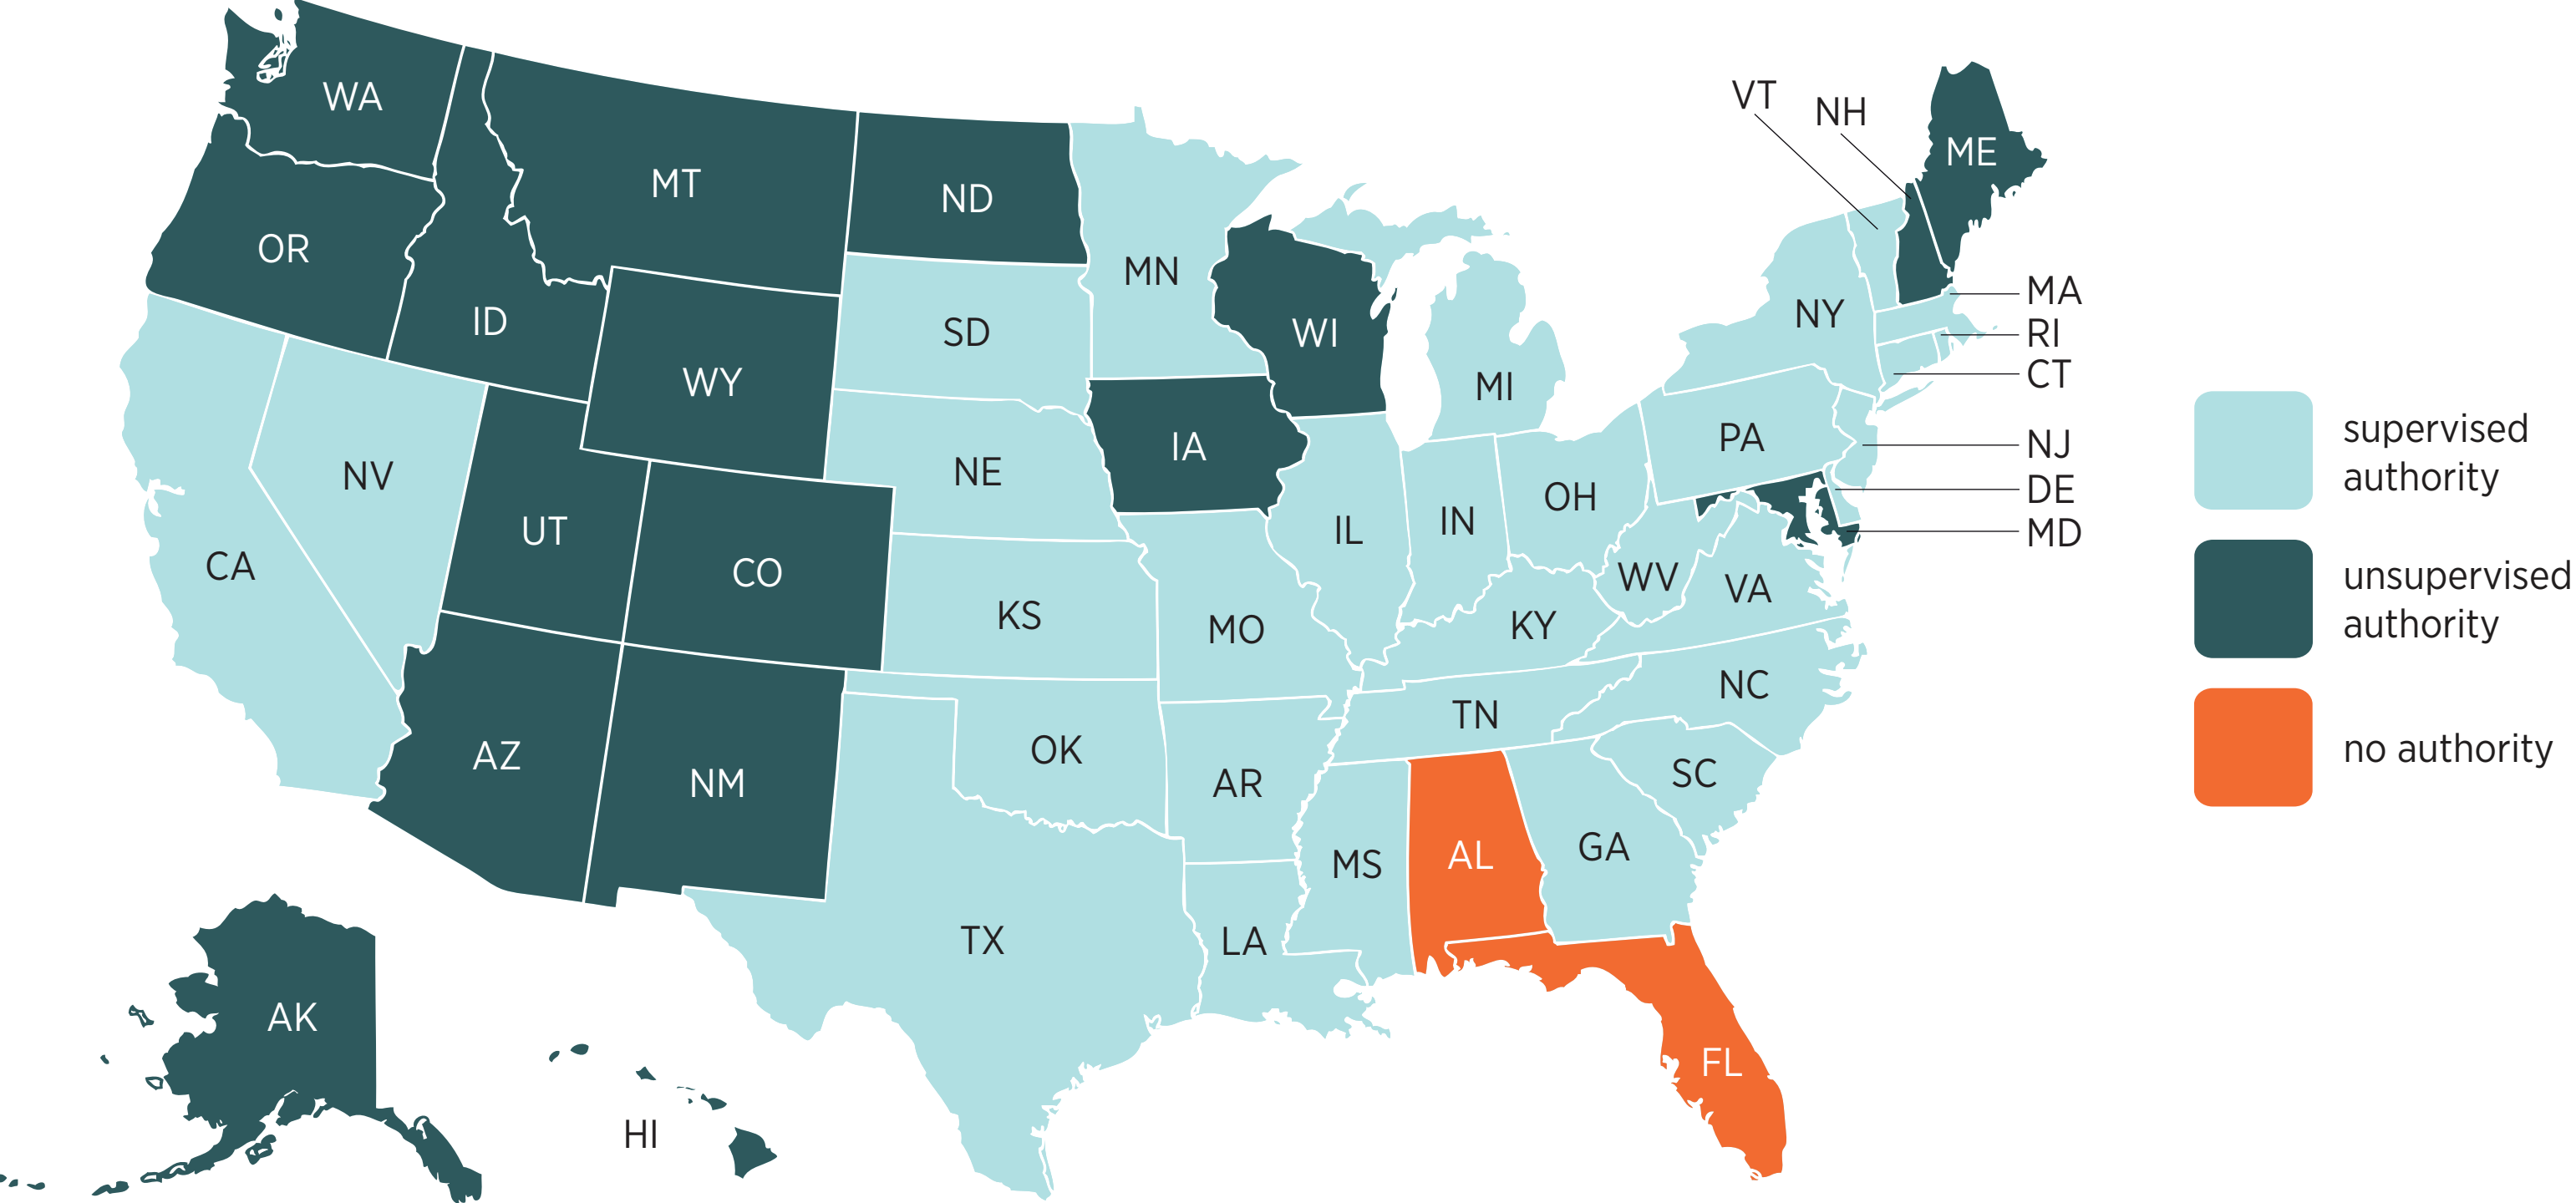 WA
MT
ND
OR
ID
WY
SD
MN
WI
MI
VT
NH
ME
NY
MA
RI
CT
NJ
DE
MD
PA
NV
CA
UT
CO
NE
IA
IL
IN
OH
WV
VA
KS
MO
KY
NC
TN
SC
AZ
NM
OK
AR
MS
AL
GA
TX
LA
FL
AK
HI
supervised
authority
unsupervised
authority
no authority